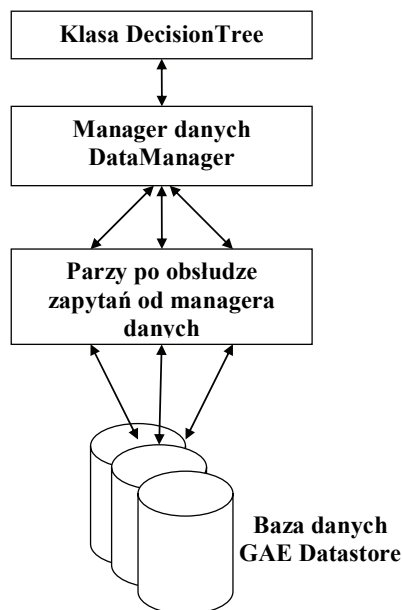 Klasa DecisionTree
Manager danych
DataManager
Parzy po obsłudze
zapytań od managera
danych
Baza danych
GAE Datastore